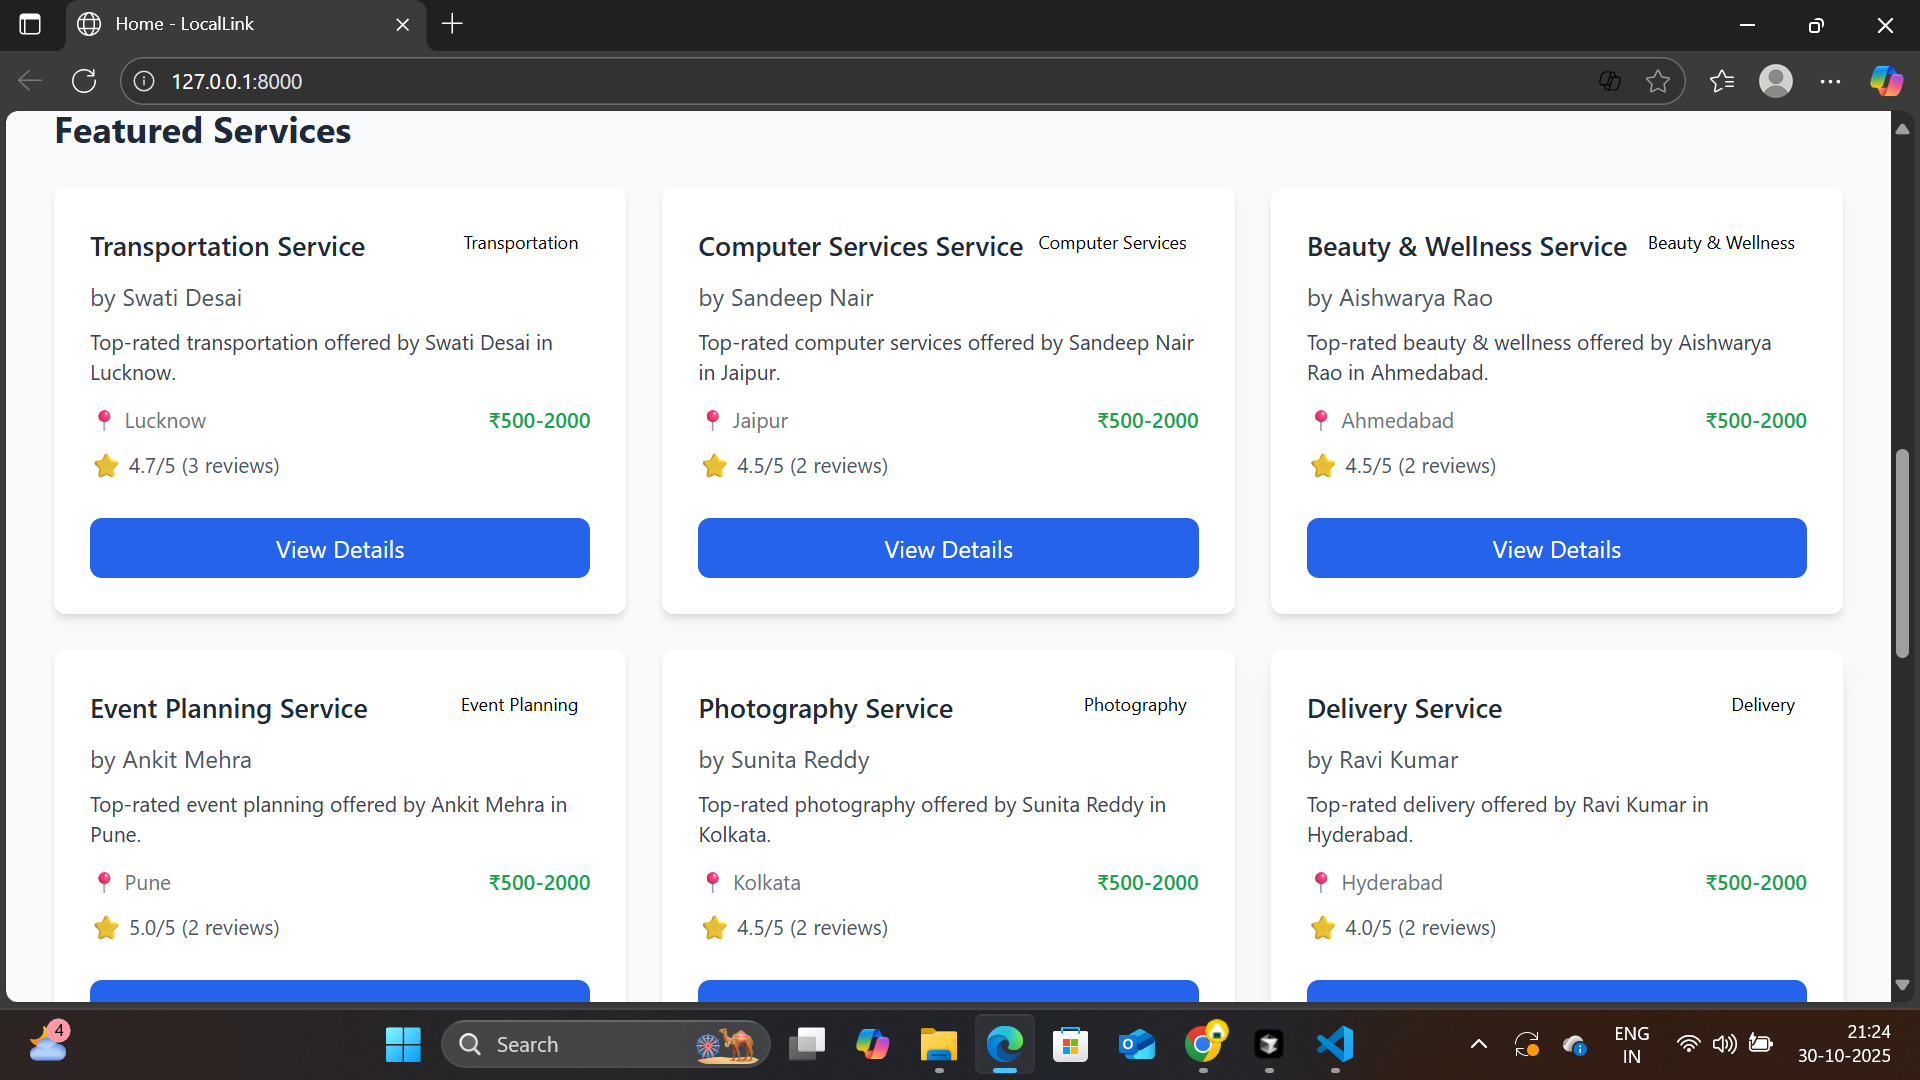 Home - LocalLink
127.0.0.1:8000
Featured Services
Transportation Service
Transportation
by Swati Desai
Top-rated transportation offered by Swati Desai in
Lucknow.
Lucknow
₹500-2000
4.7/5 (3 reviews)
View Details
Computer Services Service
Computer Services
by Sandeep Nair
Top-rated computer services offered by Sandeep Nair
in Jaipur.
Jaipur
₹500-2000
4.5/5 (2 reviews)
View Details
Beauty & Wellness Service
Beauty & Wellness
by Aishwarya Rao
Top-rated beauty & wellness offered by Aishwarya
Rao in Ahmedabad.
Ahmedabad
₹500-2000
4.5/5 (2 reviews)
View Details
Event Planning Service
Event Planning
by Ankit Mehra
Top-rated event planning offered by Ankit Mehra in
Pune.
Pune
₹500-2000
5.0/5 (2 reviews)
Photography Service
Photography
by Sunita Reddy
Top-rated photography offered by Sunita Reddy in
Kolkata.
Kolkata
₹500-2000
4.5/5 (2 reviews)
Delivery Service
Delivery
by Ravi Kumar
Top-rated delivery offered by Ravi Kumar in
Hyderabad.
Hyderabad
₹500-2000
4.0/5 (2 reviews)
4
Search
ENG
IN
21:24
30-10-2025